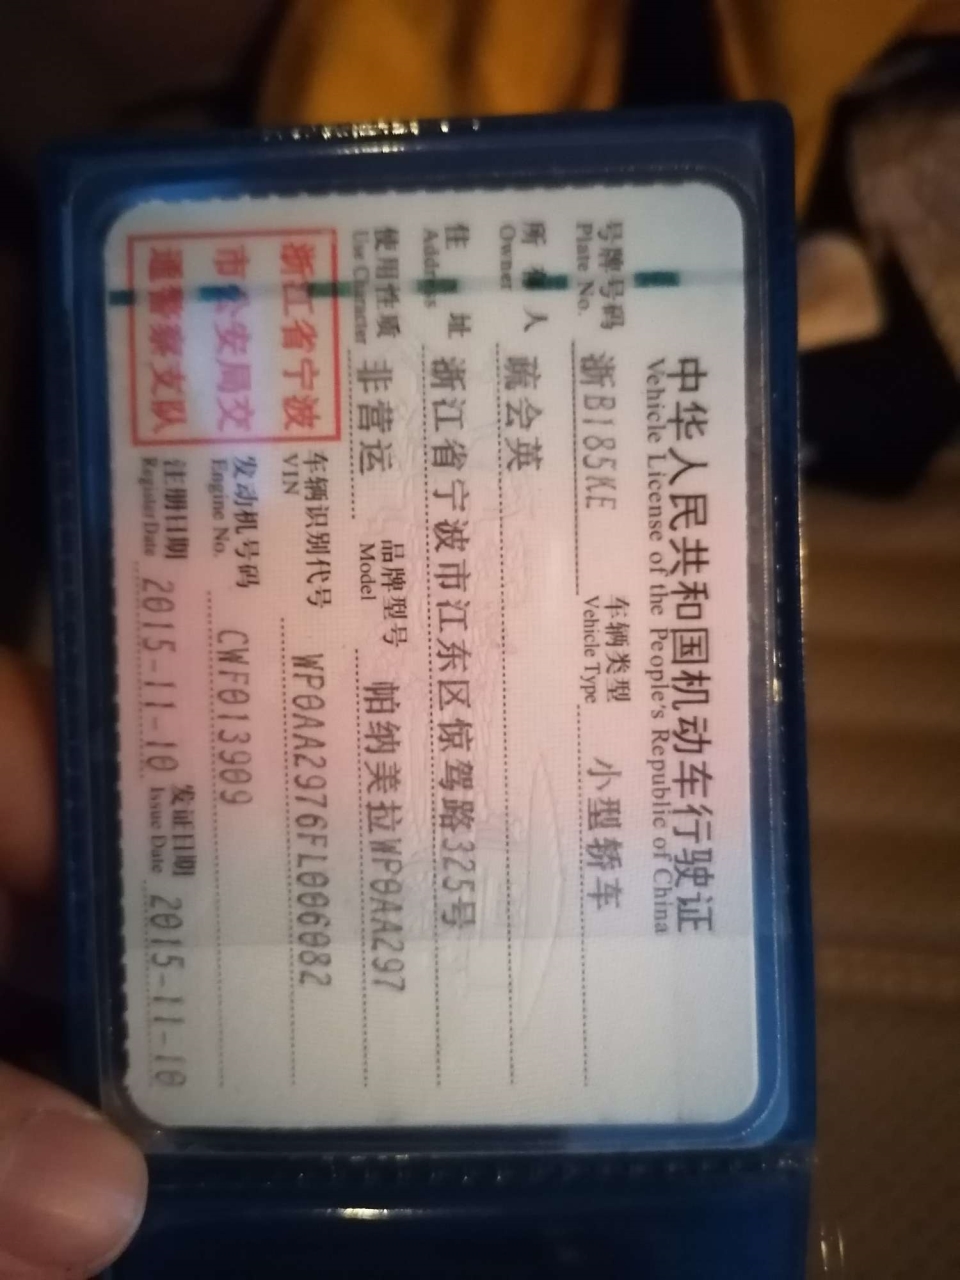 中华人民共和国机动车行驶证
Vehicle License of the People's Republic of China
号牌号码 浙B185KE 车辆类型 小型轿车
Plate No. Vehicle Type
所有人 疏会英
Owner
住址 浙江省宁波市江东区惊驾路325号
Address
使用性质 非营运 品牌型号 帕纳美拉WP0AA297
Use Character Model
浙江省宁波
市公安局交
通警察支队
车辆识别代号 WP0AA2976FL006082
VIN
发动机号码 CWF013909
Engine No.
注册日期 2015-11-10 发证日期 2015-11-10
Register Date Issue Date